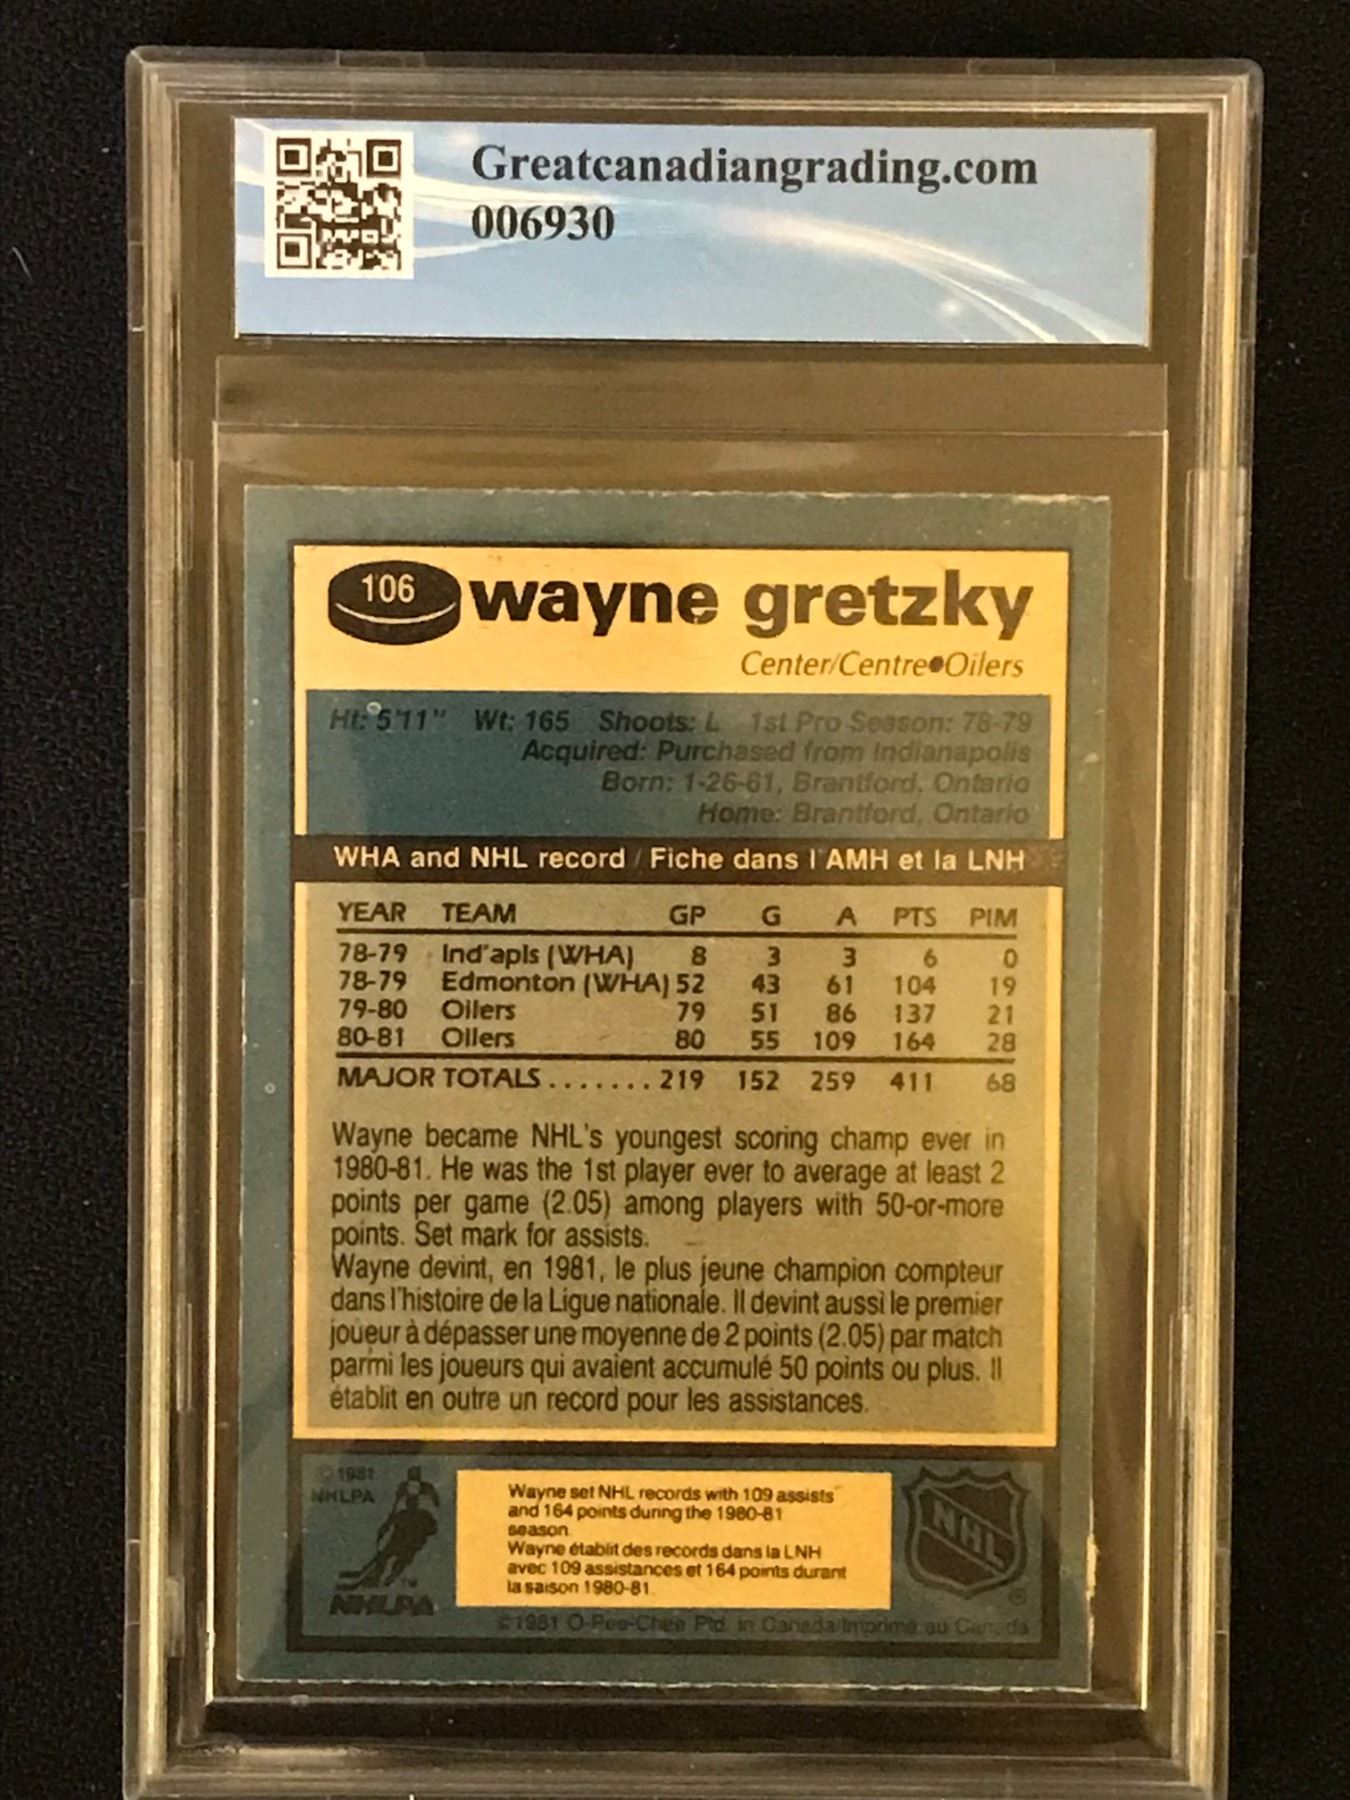 Greatcanadiangrading.com
006930
106 wayne gretzky
Center/Centre•Oilers
Ht: 5'11" Wt: 165 Shoots: L 1st Pro Season: 78-79
Acquired: Purchased from Indianapolis
Born: 1-26-61, Brantford, Ontario
Home: Brantford, Ontario
WHA and NHL record / Fiche dans l'AMH et la LNH
YEAR TEAM GP G A PTS PIM
78-79 Ind'apls (WHA) 8 3 3 6 0
78-79 Edmonton (WHA) 52 43 61 104 19
79-80 Oilers 79 51 86 137 21
80-81 Oilers 80 55 109 164 28
MAJOR TOTALS ....... 219 152 259 411 68
Wayne became NHL's youngest scoring champ ever in
1980-81. He was the 1st player ever to average at least 2
points per game (2.05) among players with 50-or-more
points. Set mark for assists.
Wayne devint, en 1981, le plus jeune champion compteur
dans l'histoire de la Ligue nationale. Il devint aussi le premier
joueur à dépasser une moyenne de 2 points (2.05) par match
parmi les joueurs qui avaient accumulé 50 points ou plus. Il
établit en outre un record pour les assistances.
© 1981
NHLPA
NHLPA
TM
Wayne set NHL records with 109 assists
and 164 points during the 1980-81
season.
Wayne établit des records dans la LNH
avec 109 assistances et 164 points durant
la saison 1980-81.
NHL
®
©1981 O-Pee-Chee Ptd. in Canada/Imprimé au Canada